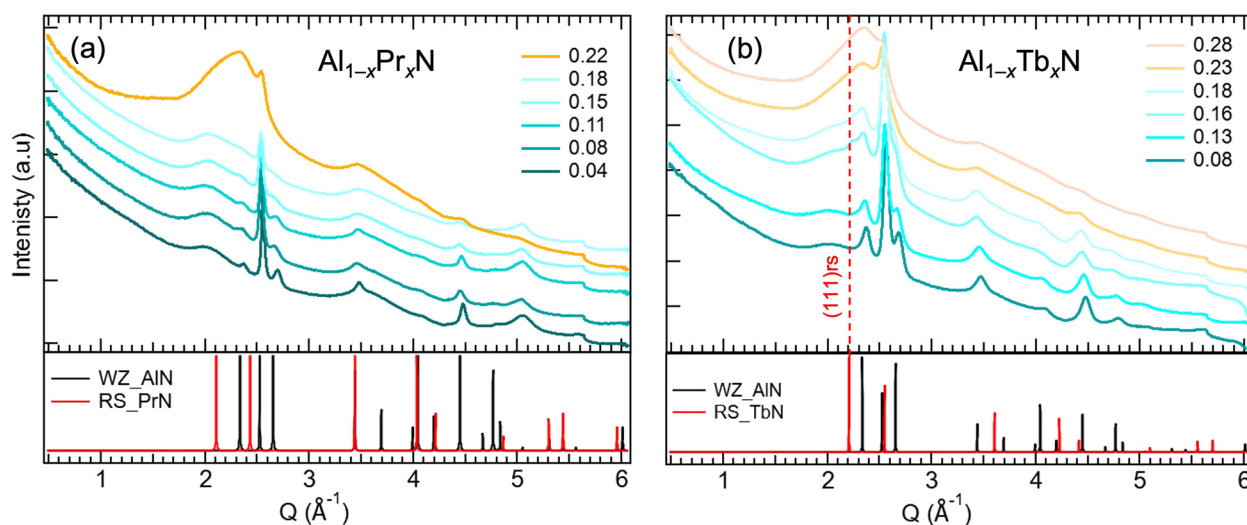 (a)
Al1–xPrxN
0.22
0.18
0.15
0.11
0.08
0.04
Intenisty (a.u)
WZ_AlN
RS_PrN
1 2 3 4 5 6
Q (Å-1)
(b)
Al1–xTbxN
0.28
0.23
0.18
0.16
0.13
0.08
(111)rs
WZ_AlN
RS_TbN
1 2 3 4 5 6
Q (Å-1)